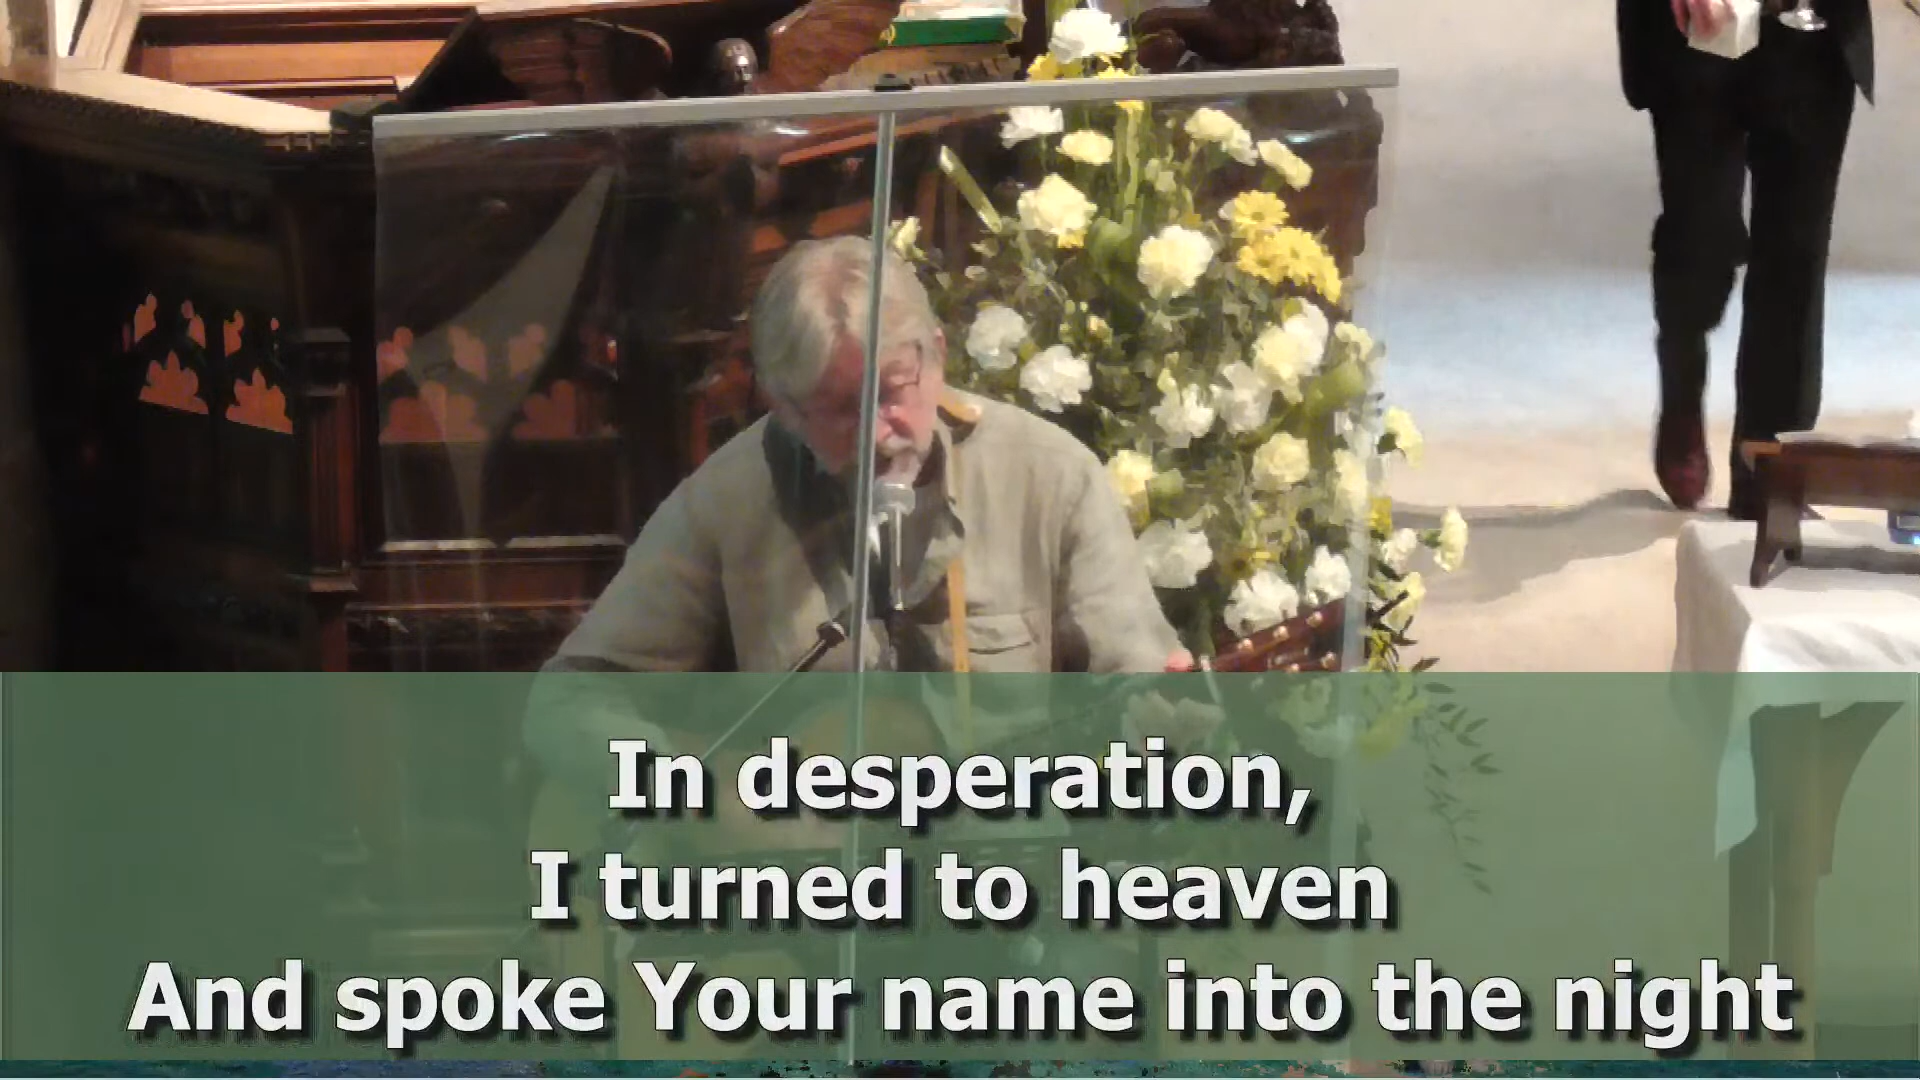 In desperation,
I turned to heaven
And spoke Your name into the night